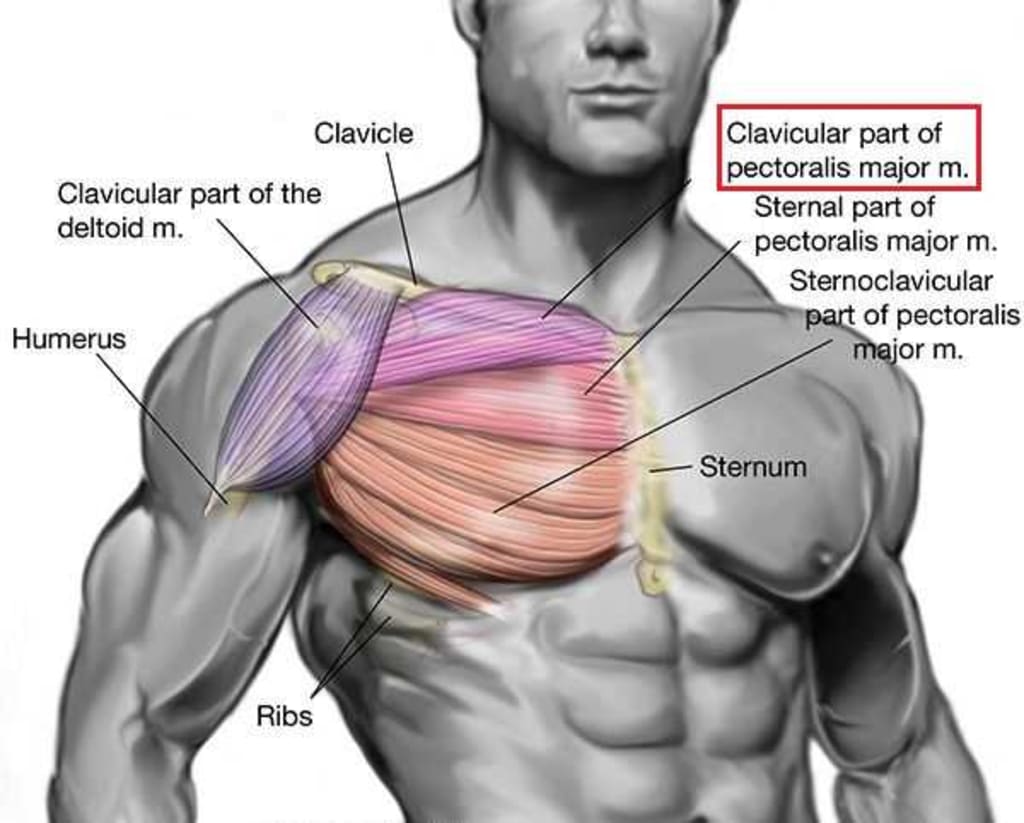 Clavicle
Clavicular part of
pectoralis major m.
Clavicular part of the
deltoid m.
Sternal part of
pectoralis major m.
Sternoclavicular
part of pectoralis
major m.
Humerus
Sternum
Ribs